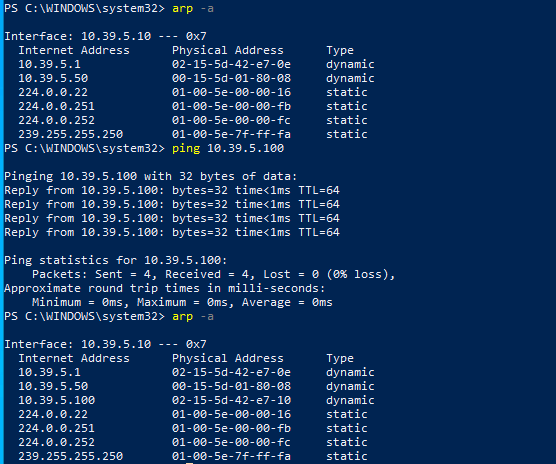 PS C:\WINDOWS\system32> arp -a
Interface: 10.39.5.10 --- 0x7
Internet Address Physical Address Type
10.39.5.1 02-15-5d-42-e7-0e dynamic
10.39.5.50 00-15-5d-01-80-08 dynamic
224.0.0.22 01-00-5e-00-00-16 static
224.0.0.251 01-00-5e-00-00-fb static
224.0.0.252 01-00-5e-00-00-fc static
239.255.255.250 01-00-5e-7f-ff-fa static
PS C:\WINDOWS\system32> ping 10.39.5.100
Pinging 10.39.5.100 with 32 bytes of data:
Reply from 10.39.5.100: bytes=32 time<1ms TTL=64
Reply from 10.39.5.100: bytes=32 time<1ms TTL=64
Reply from 10.39.5.100: bytes=32 time<1ms TTL=64
Reply from 10.39.5.100: bytes=32 time<1ms TTL=64
Ping statistics for 10.39.5.100:
Packets: Sent = 4, Received = 4, Lost = 0 (0% loss),
Approximate round trip times in milli-seconds:
Minimum = 0ms, Maximum = 0ms, Average = 0ms
PS C:\WINDOWS\system32> arp -a
Interface: 10.39.5.10 --- 0x7
Internet Address Physical Address Type
10.39.5.1 02-15-5d-42-e7-0e dynamic
10.39.5.50 00-15-5d-01-80-08 dynamic
10.39.5.100 02-15-5d-42-e7-10 dynamic
224.0.0.22 01-00-5e-00-00-16 static
224.0.0.251 01-00-5e-00-00-fb static
224.0.0.252 01-00-5e-00-00-fc static
239.255.255.250 01-00-5e-7f-ff-fa static